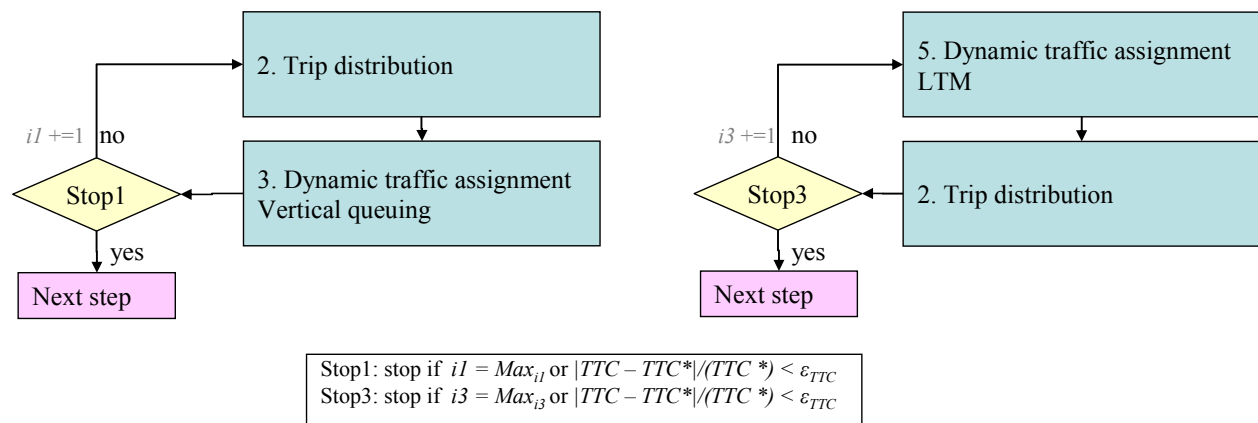 2. Trip distribution
i1 +=1 no
3. Dynamic traffic assignment
Vertical queuing
Stop1
yes
Next step
5. Dynamic traffic assignment
LTM
i3 +=1 no
2. Trip distribution
Stop3
yes
Next step
Stop1: stop if i1 = Max_i1 or |TTC – TTC*|/(TTC *) < ε_TTC
Stop3: stop if i3 = Max_i3 or |TTC – TTC*|/(TTC *) < ε_TTC